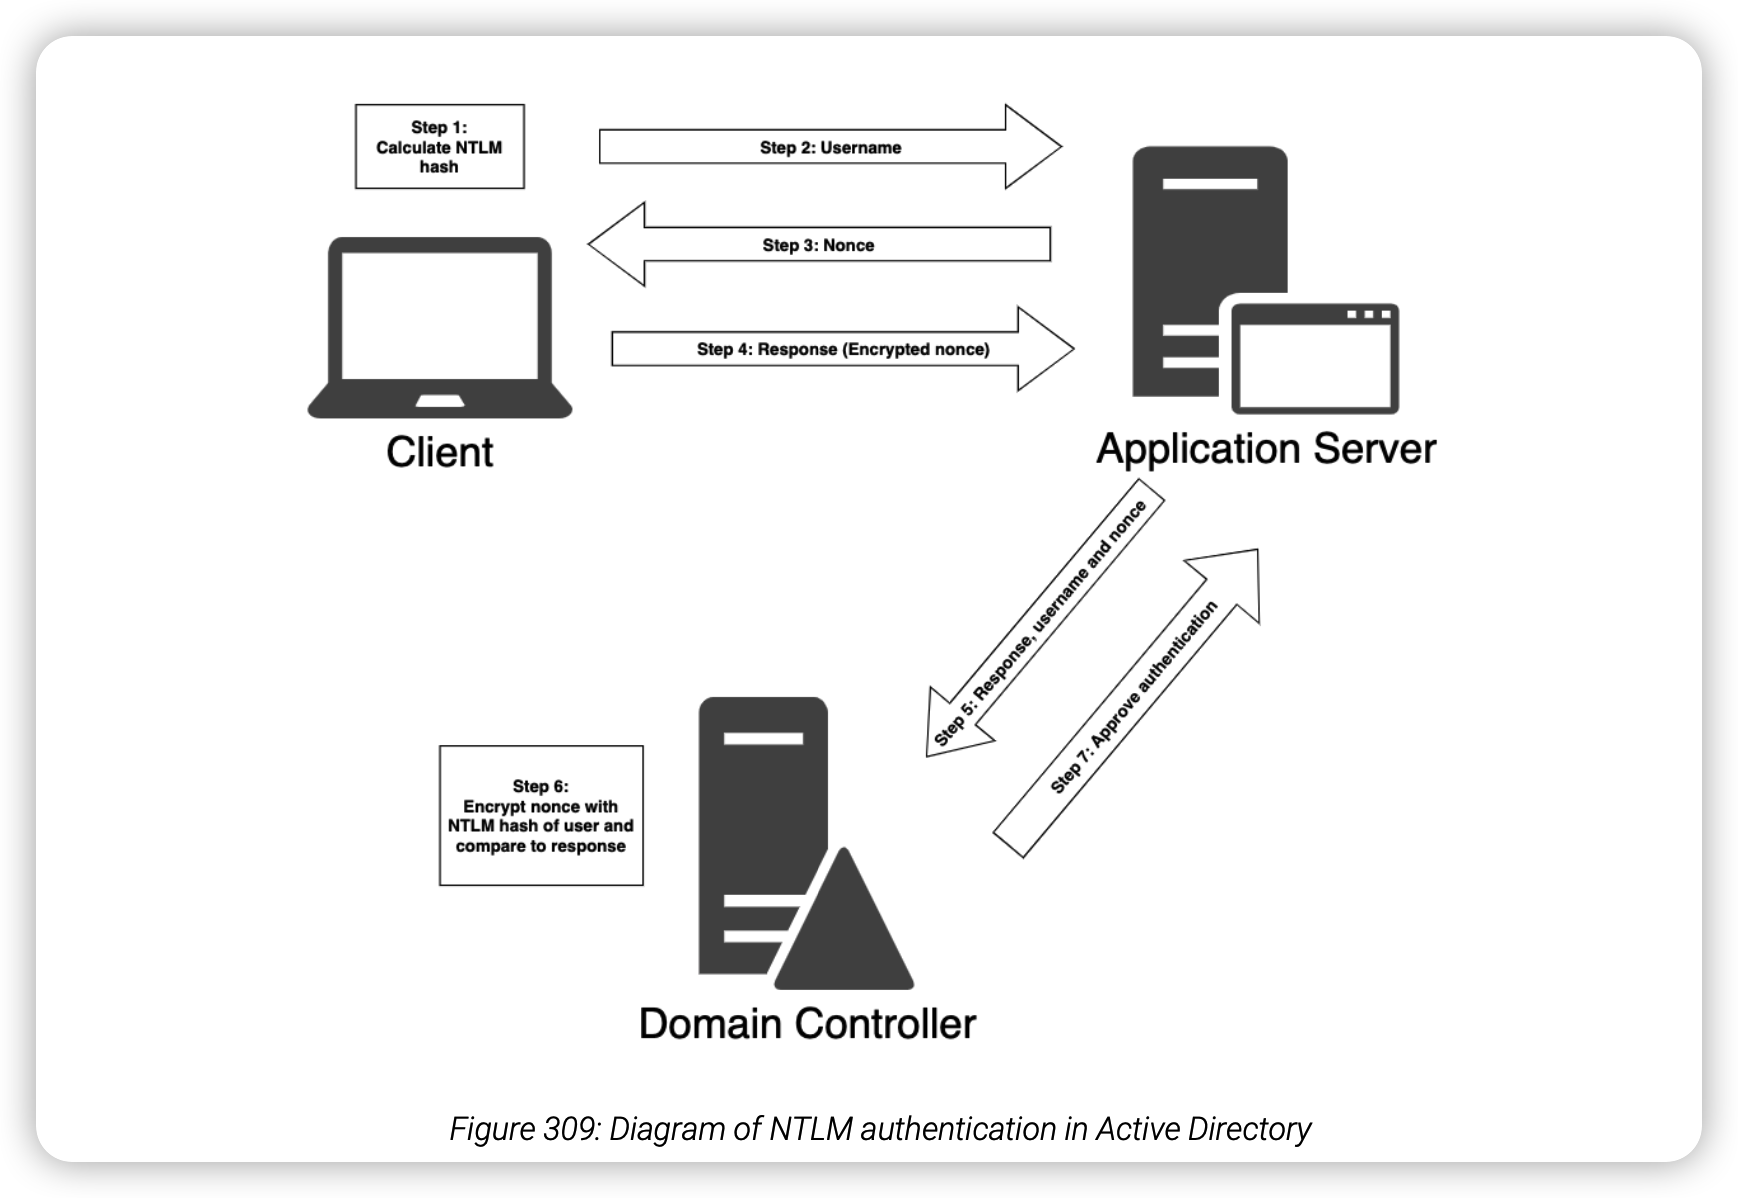 Step 1:
Calculate NTLM
hash
Step 2: Username
Step 3: Nonce
Step 4: Response (Encrypted nonce)
Client
Application Server
Step 5: Response, username and nonce
Step 7: Approve authentication
Step 6:
Encrypt nonce with
NTLM hash of user and
compare to response
Domain Controller
Figure 309: Diagram of NTLM authentication in Active Directory